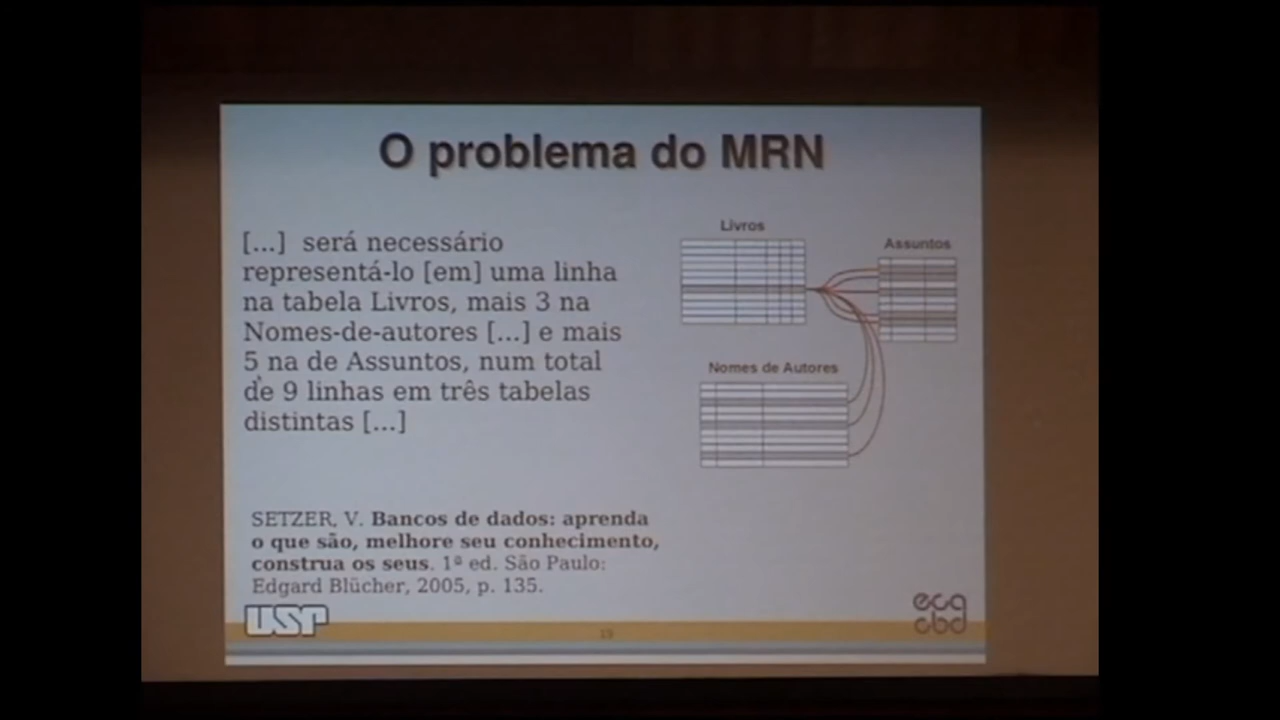 O problema do MRN
[...] será necessário
representá-lo [em] uma linha
na tabela Livros, mais 3 na
Nomes-de-autores [...] e mais
5 na de Assuntos, num total
de 9 linhas em três tabelas
distintas [...]
Livros
Assuntos
Nomes de Autores
SETZER, V. Bancos de dados: aprenda
o que são, melhore seu conhecimento,
construa os seus. 1ª ed. São Paulo:
Edgard Blücher, 2005, p. 135.
USP